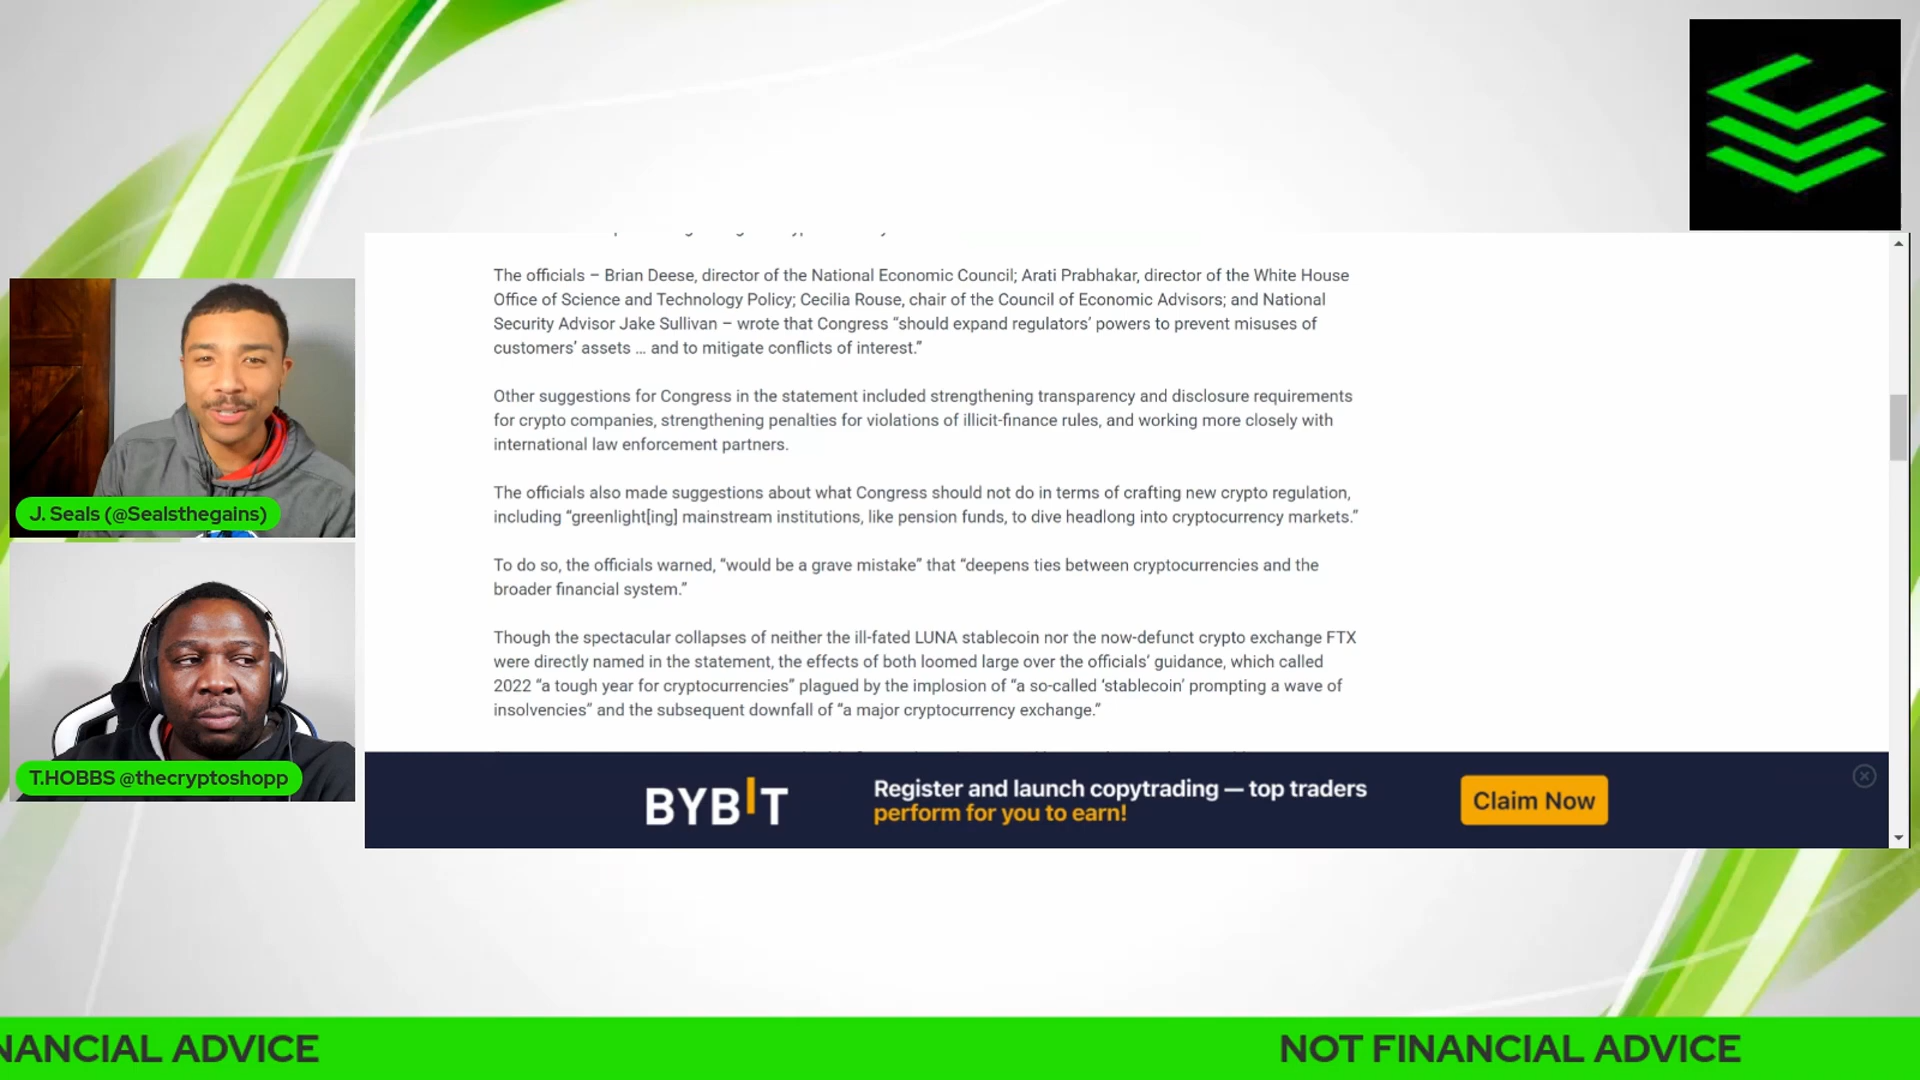 The officials – Brian Deese, director of the National Economic Council; Arati Prabhakar, director of the White House
Office of Science and Technology Policy; Cecilia Rouse, chair of the Council of Economic Advisors; and National
Security Advisor Jake Sullivan – wrote that Congress “should expand regulators’ powers to prevent misuses of
customers’ assets … and to mitigate conflicts of interest.”
Other suggestions for Congress in the statement included strengthening transparency and disclosure requirements
for crypto companies, strengthening penalties for violations of illicit-finance rules, and working more closely with
international law enforcement partners.
The officials also made suggestions about what Congress should not do in terms of crafting new crypto regulation,
including “greenlight[ing] mainstream institutions, like pension funds, to dive headlong into cryptocurrency markets.”
To do so, the officials warned, “would be a grave mistake” that “deepens ties between cryptocurrencies and the
broader financial system.”
Though the spectacular collapses of neither the ill-fated LUNA stablecoin nor the now-defunct crypto exchange FTX
were directly named in the statement, the effects of both loomed large over the officials’ guidance, which called
2022 “a tough year for cryptocurrencies” plagued by the implosion of “a so-called ‘stablecoin’ prompting a wave of
insolvencies” and the subsequent downfall of “a major cryptocurrency exchange.”
J. Seals (@Sealsthegains)
T.HOBBS @thecryptoshopp
BYBIT
Register and launch copytrading — top traders
perform for you to earn!
Claim Now
NANCIAL ADVICE
NOT FINANCIAL ADVICE